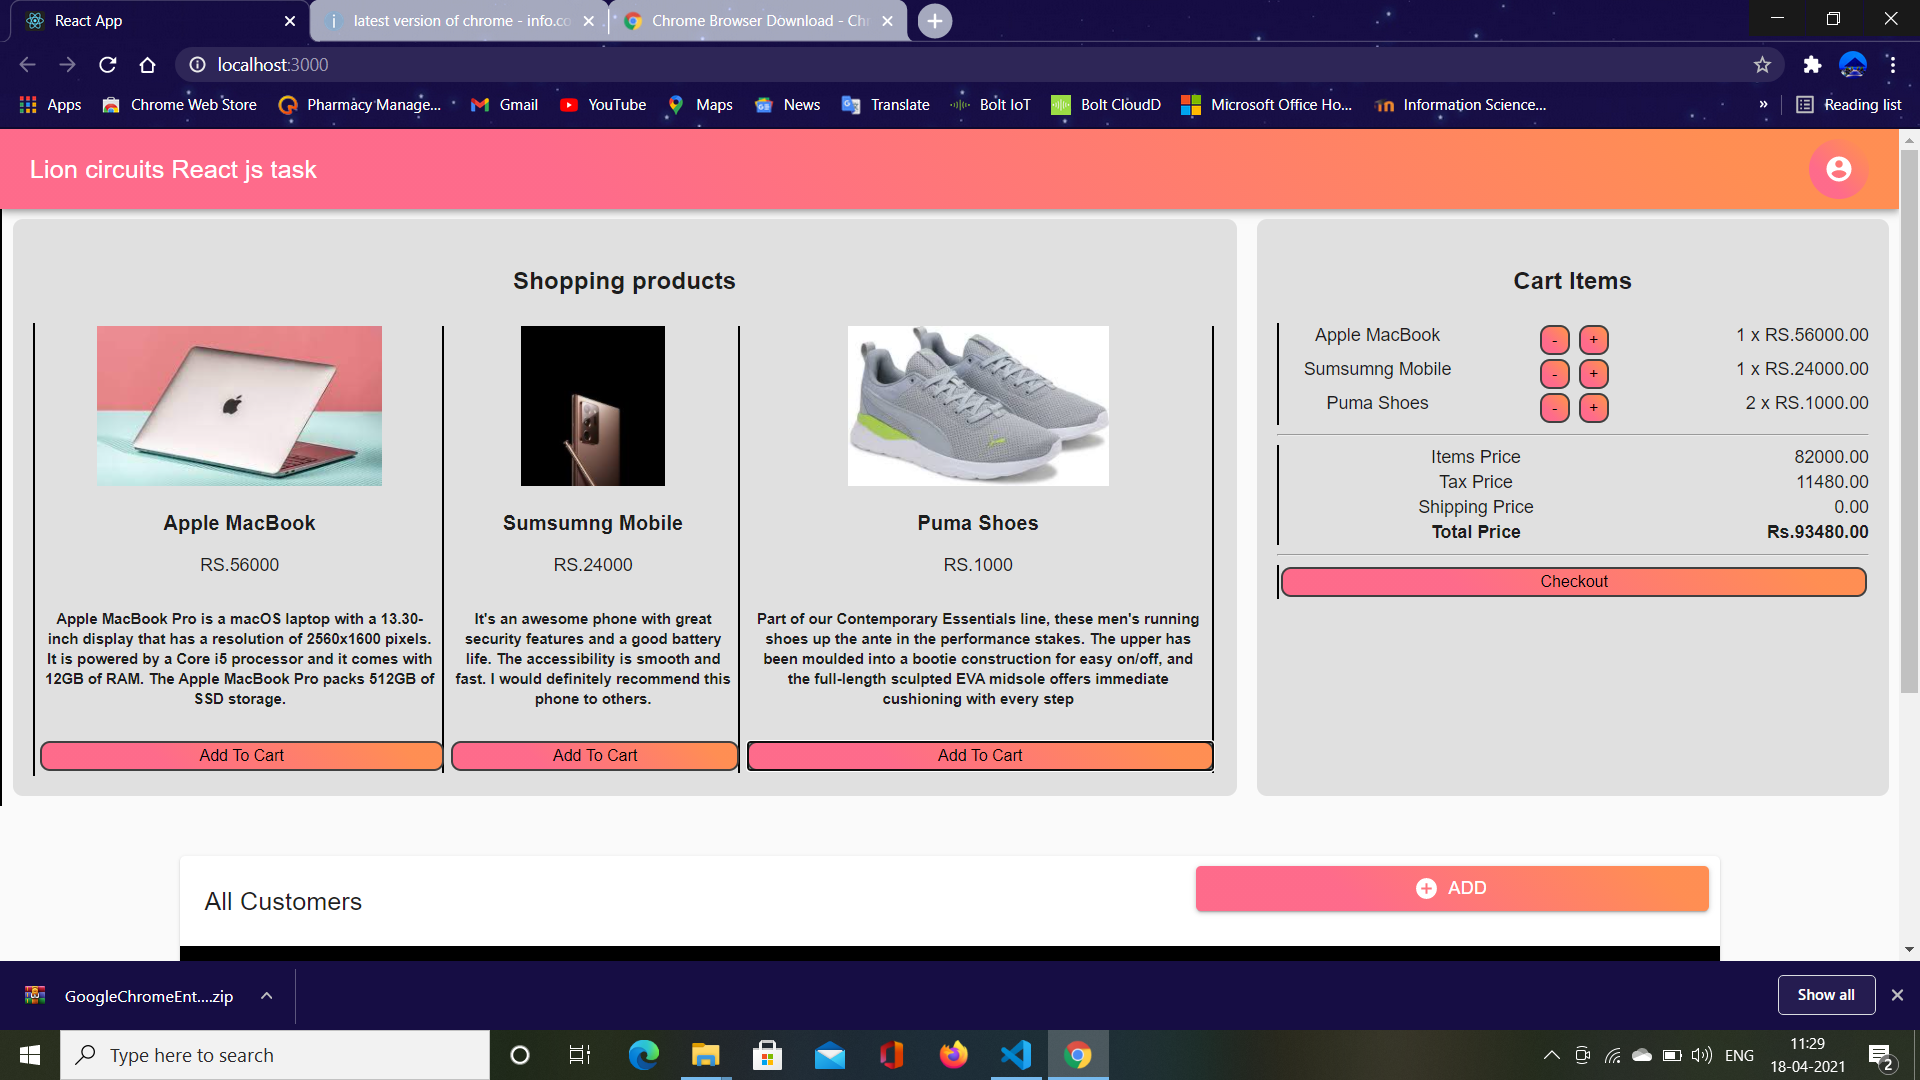 React App
latest version of chrome - info.co
Chrome Browser Download - Ch
localhost:3000
Apps
Chrome Web Store
Pharmacy Manage...
Gmail
YouTube
Maps
News
Translate
Bolt IoT
Bolt CloudD
Microsoft Office Ho...
Information Science...
»
Reading list
Lion circuits React js task
Shopping products
Apple MacBook
RS.56000
Apple MacBook Pro is a macOS laptop with a 13.30-
inch display that has a resolution of 2560x1600 pixels.
It is powered by a Core i5 processor and it comes with
12GB of RAM. The Apple MacBook Pro packs 512GB of
SSD storage.
Add To Cart
Sumsumng Mobile
RS.24000
It's an awesome phone with great
security features and a good battery
life. The accessibility is smooth and
fast. I would definitely recommend this
phone to others.
Add To Cart
Puma Shoes
RS.1000
Part of our Contemporary Essentials line, these men's running
shoes up the ante in the performance stakes. The upper has
been moulded into a bootie construction for easy on/off, and
the full-length sculpted EVA midsole offers immediate
cushioning with every step
Add To Cart
Cart Items
Apple MacBook - + 1 x RS.56000.00
Sumsumng Mobile - + 1 x RS.24000.00
Puma Shoes - + 2 x RS.1000.00
Items Price 82000.00
Tax Price 11480.00
Shipping Price 0.00
Total Price Rs.93480.00
Checkout
All Customers
ADD
GoogleChromeEnt....zip
Show all
Type here to search
ENG
11:29
18-04-2021
2